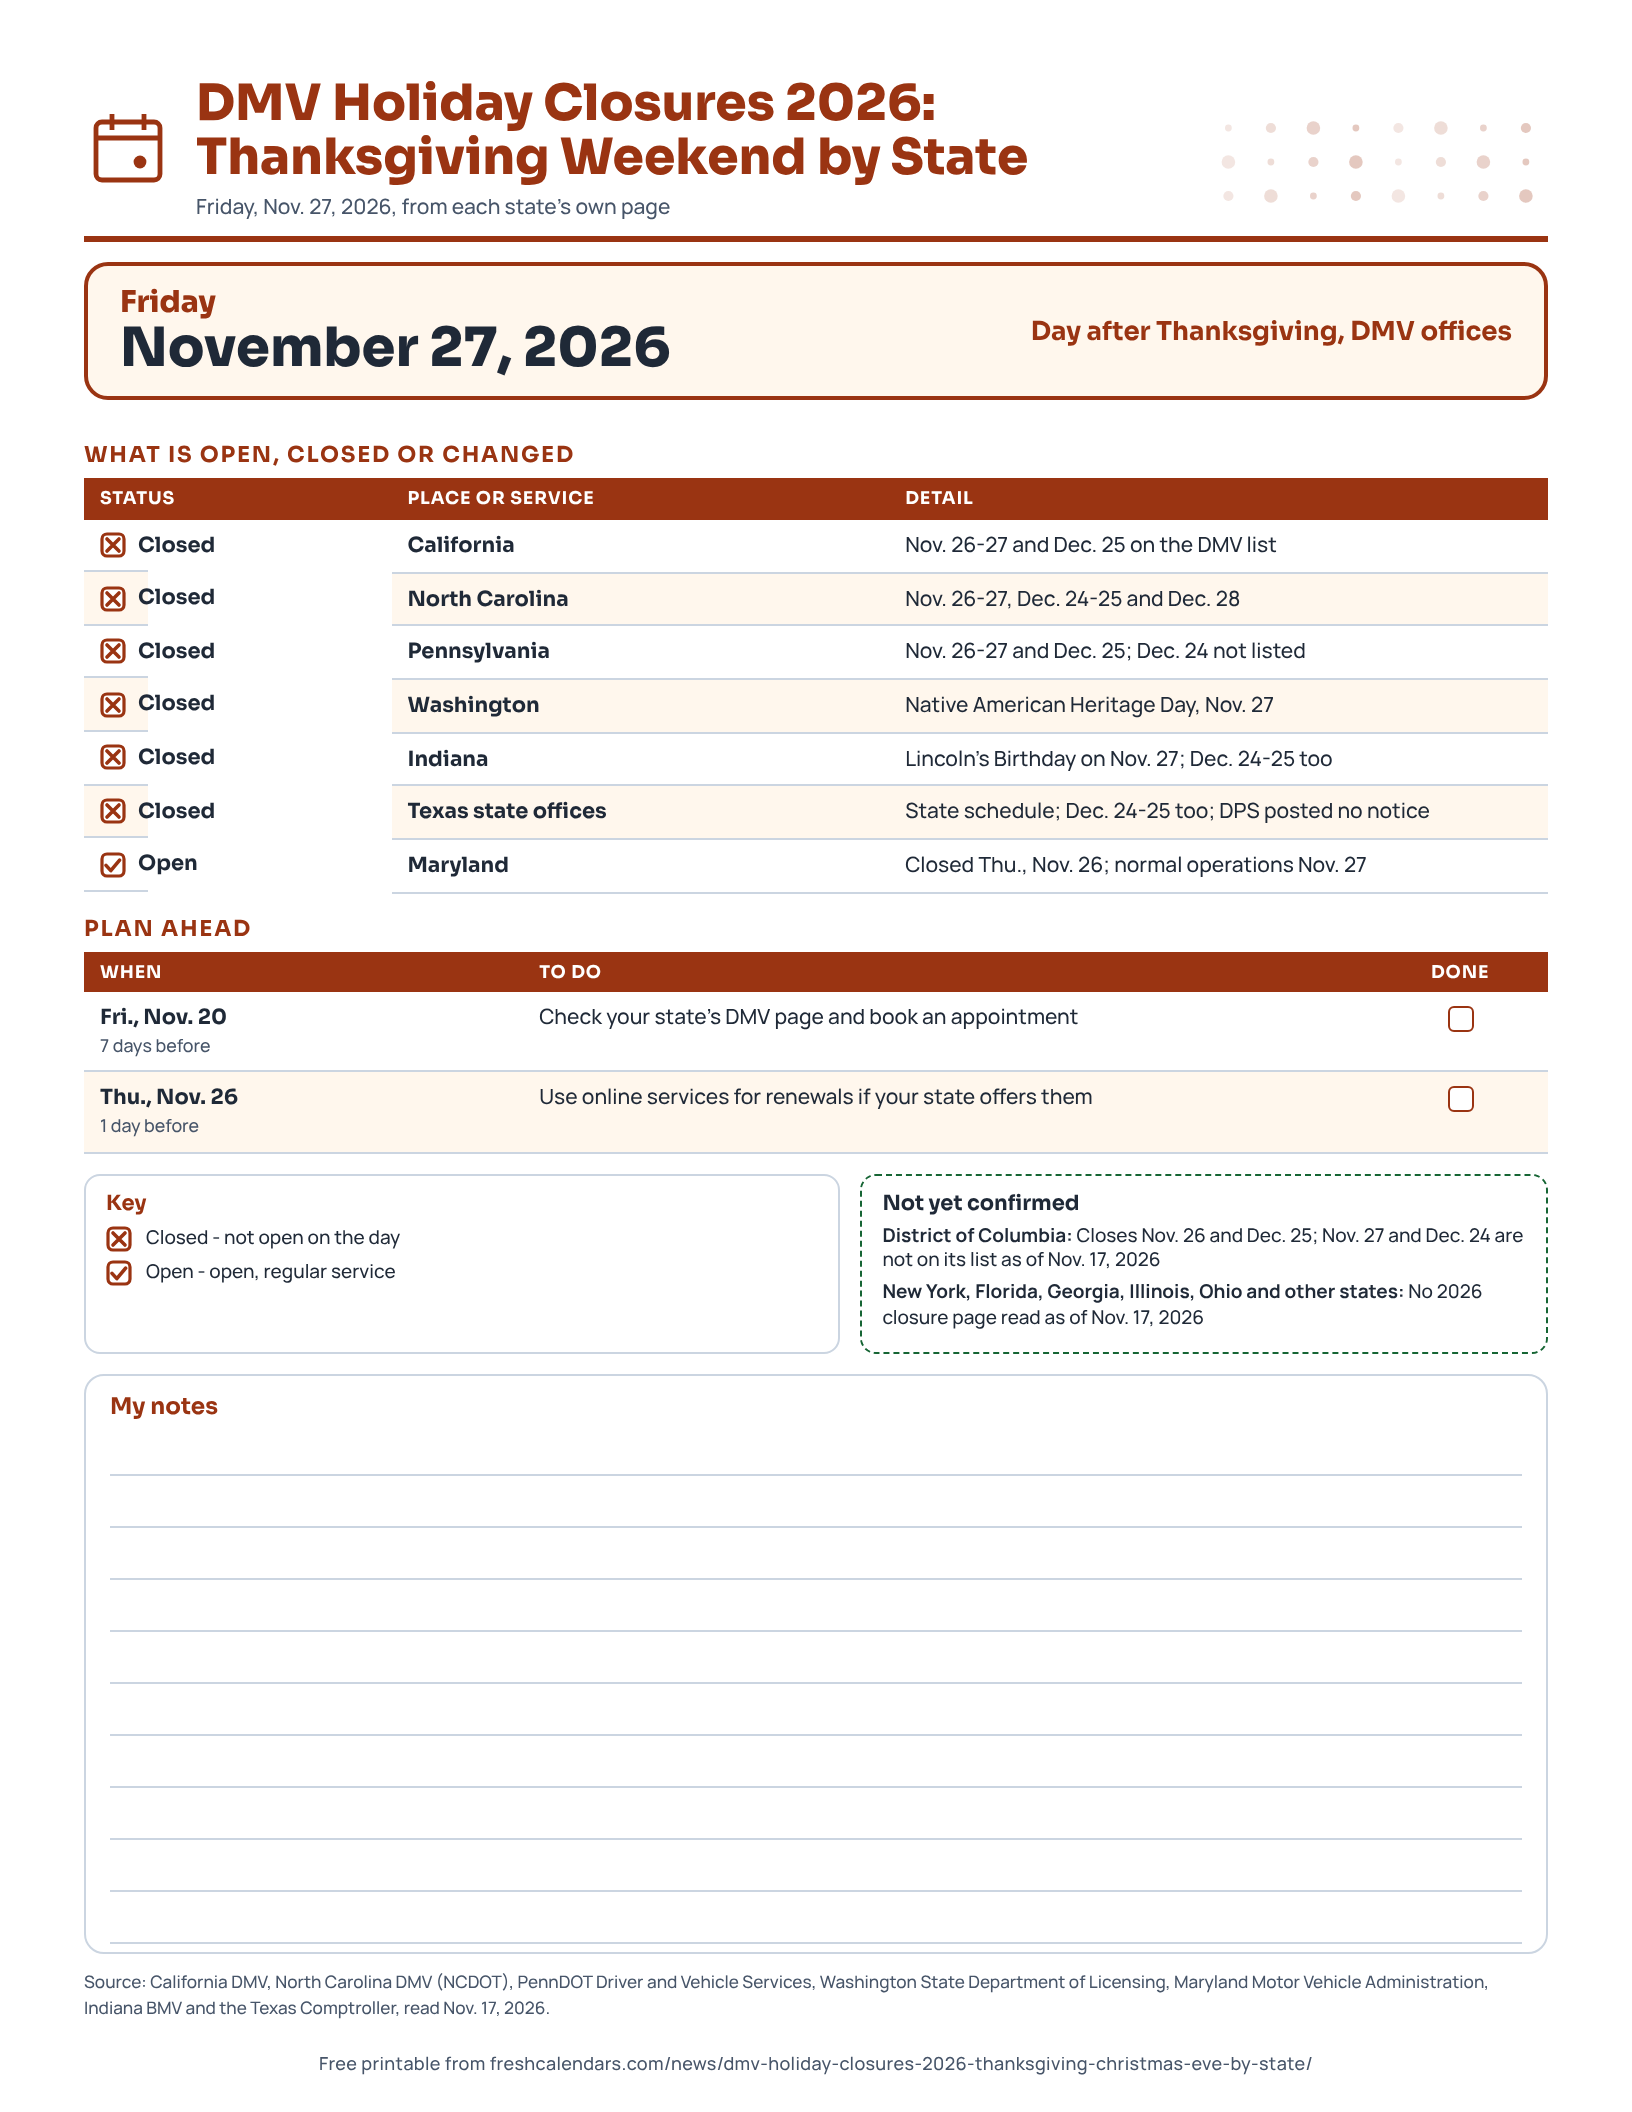 DMV Holiday Closures 2026:
Thanksgiving Weekend by State
Friday, Nov. 27, 2026, from each state's own page
Friday
November 27, 2026
Day after Thanksgiving, DMV offices
WHAT IS OPEN, CLOSED OR CHANGED
STATUS PLACE OR SERVICE DETAIL
Closed California Nov. 26-27 and Dec. 25 on the DMV list
Closed North Carolina Nov. 26-27, Dec. 24-25 and Dec. 28
Closed Pennsylvania Nov. 26-27 and Dec. 25; Dec. 24 not listed
Closed Washington Native American Heritage Day, Nov. 27
Closed Indiana Lincoln's Birthday on Nov. 27; Dec. 24-25 too
Closed Texas state offices State schedule; Dec. 24-25 too; DPS posted no notice
Open Maryland Closed Thu., Nov. 26; normal operations Nov. 27
PLAN AHEAD
WHEN TO DO DONE
Fri., Nov. 20 Check your state's DMV page and book an appointment
7 days before
Thu., Nov. 26 Use online services for renewals if your state offers them
1 day before
Key
Closed - not open on the day
Open - open, regular service
Not yet confirmed
District of Columbia: Closes Nov. 26 and Dec. 25; Nov. 27 and Dec. 24 are
not on its list as of Nov. 17, 2026
New York, Florida, Georgia, Illinois, Ohio and other states: No 2026
closure page read as of Nov. 17, 2026
My notes
Source: California DMV, North Carolina DMV (NCDOT), PennDOT Driver and Vehicle Services, Washington State Department of Licensing, Maryland Motor Vehicle Administration,
Indiana BMV and the Texas Comptroller, read Nov. 17, 2026.
Free printable from freshcalendars.com/news/dmv-holiday-closures-2026-thanksgiving-christmas-eve-by-state/